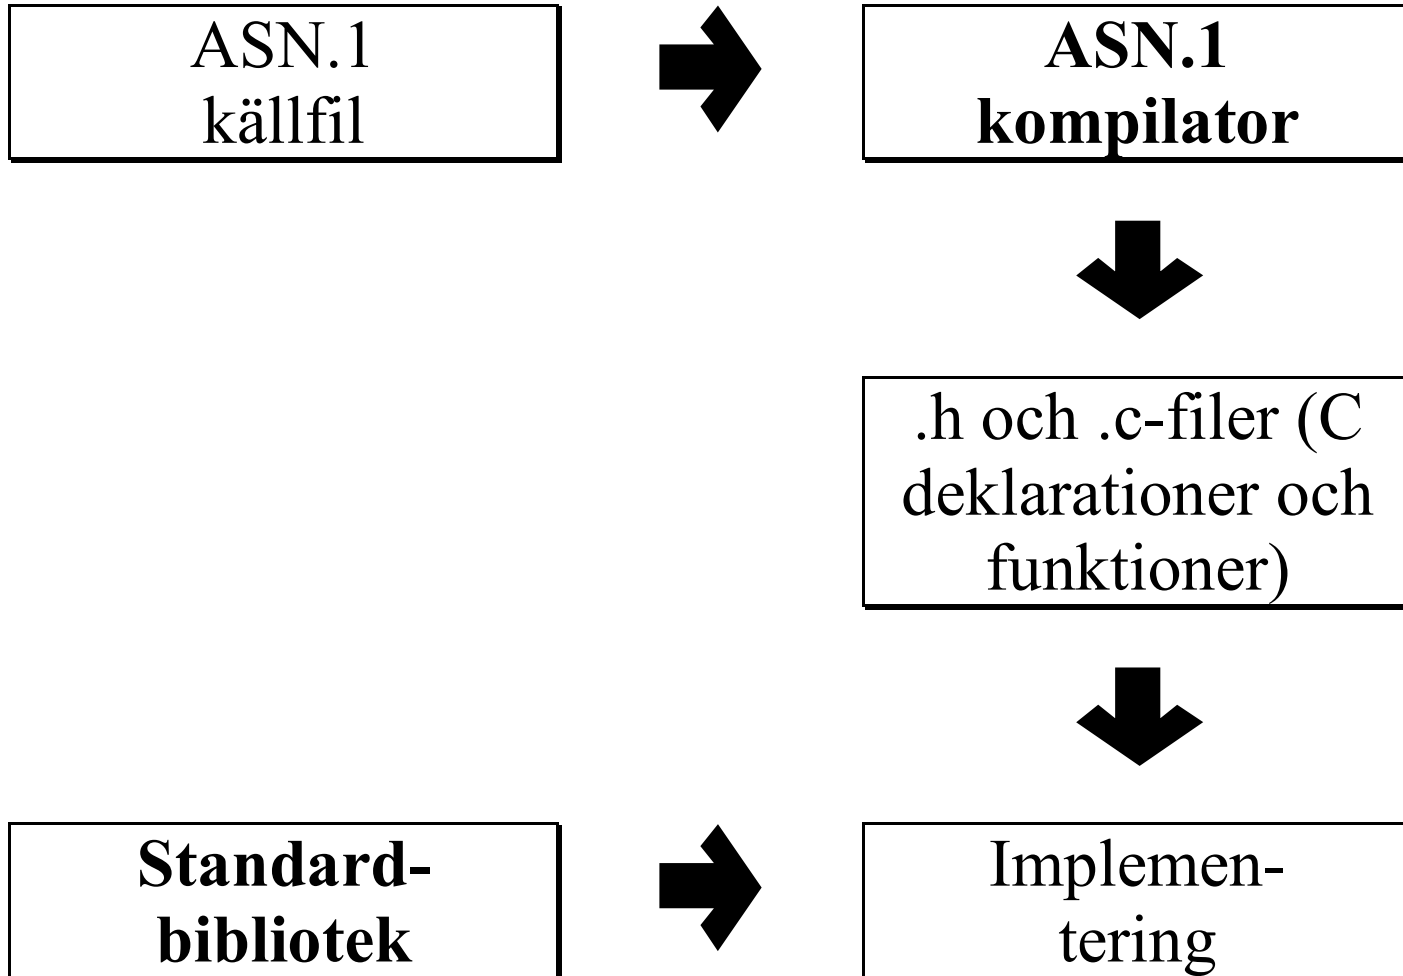 ASN.1
källfil
ASN.1
kompilator
.h och .c-filer (C
deklarationer och
funktioner)
Standard-
bibliotek
Implemen-
tering